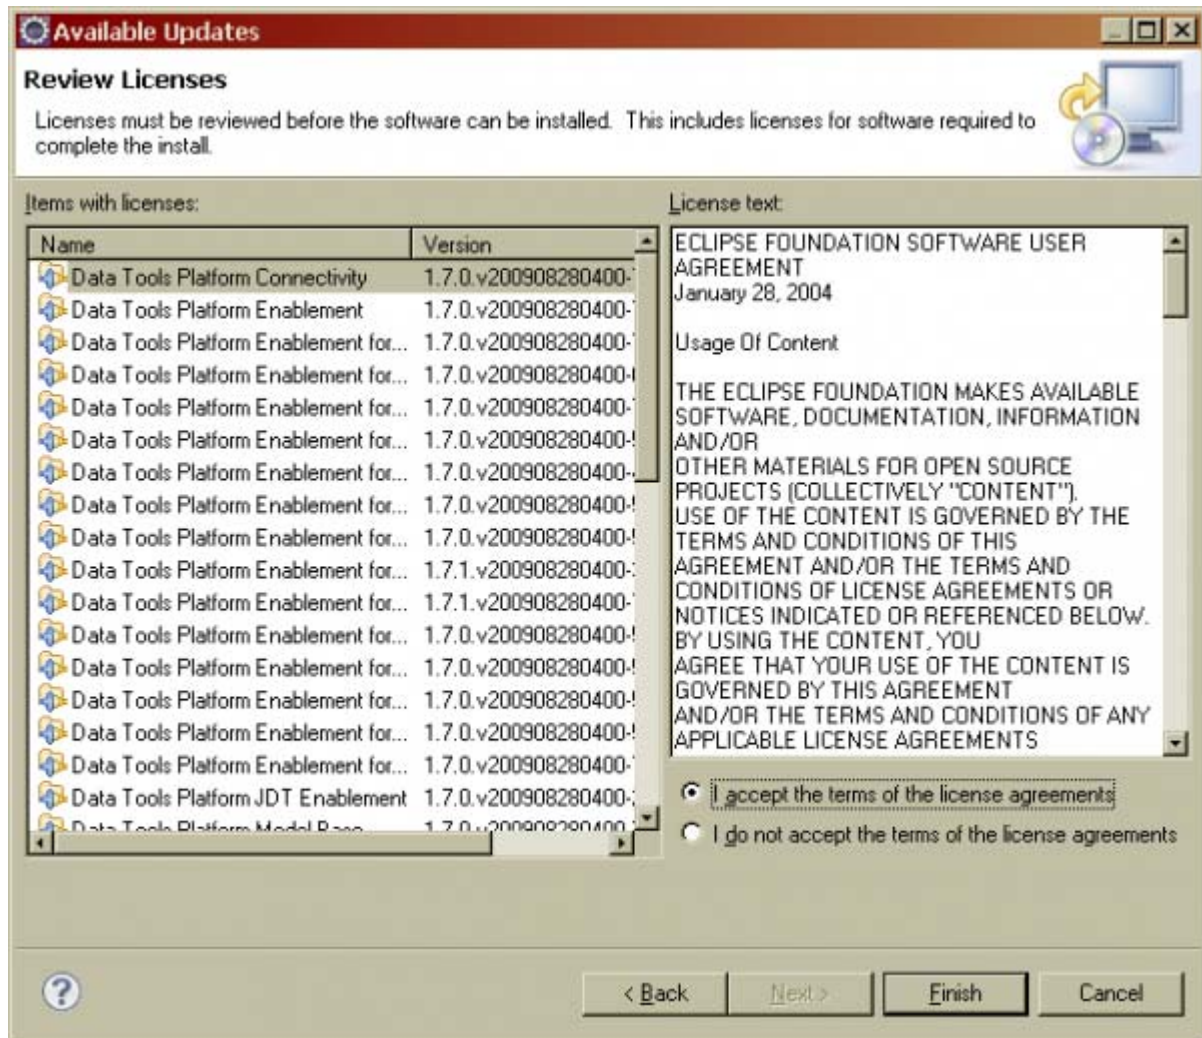 Available Updates
Review Licenses
Licenses must be reviewed before the software can be installed.  This includes licenses for software required to
complete the install.
Items with licenses:
Name Version
Data Tools Platform Connectivity 1.7.0.v200908280400-
Data Tools Platform Enablement 1.7.0.v200908280400-
Data Tools Platform Enablement for... 1.7.0.v200908280400-
Data Tools Platform Enablement for... 1.7.0.v200908280400-
Data Tools Platform Enablement for... 1.7.0.v200908280400-
Data Tools Platform Enablement for... 1.7.0.v200908280400-
Data Tools Platform Enablement for... 1.7.0.v200908280400-
Data Tools Platform Enablement for... 1.7.0.v200908280400-
Data Tools Platform Enablement for... 1.7.0.v200908280400-
Data Tools Platform Enablement for... 1.7.1.v200908280400-
Data Tools Platform Enablement for... 1.7.1.v200908280400-
Data Tools Platform Enablement for... 1.7.0.v200908280400-
Data Tools Platform Enablement for... 1.7.0.v200908280400-
Data Tools Platform Enablement for... 1.7.0.v200908280400-
Data Tools Platform Enablement for... 1.7.0.v200908280400-
Data Tools Platform Enablement for... 1.7.0.v200908280400-
Data Tools Platform JDT Enablement 1.7.0.v200908280400-
Data Tools Platform Model Base 1.7.0.v200908280400-
License text:
ECLIPSE FOUNDATION SOFTWARE USER
AGREEMENT
January 28, 2004
Usage Of Content
THE ECLIPSE FOUNDATION MAKES AVAILABLE
SOFTWARE, DOCUMENTATION, INFORMATION
AND/OR
OTHER MATERIALS FOR OPEN SOURCE
PROJECTS (COLLECTIVELY "CONTENT").
USE OF THE CONTENT IS GOVERNED BY THE
TERMS AND CONDITIONS OF THIS
AGREEMENT AND/OR THE TERMS AND
CONDITIONS OF LICENSE AGREEMENTS OR
NOTICES INDICATED OR REFERENCED BELOW.
BY USING THE CONTENT, YOU
AGREE THAT YOUR USE OF THE CONTENT IS
GOVERNED BY THIS AGREEMENT
AND/OR THE TERMS AND CONDITIONS OF ANY
APPLICABLE LICENSE AGREEMENTS
I accept the terms of the license agreements
I do not accept the terms of the license agreements
? < Back Next > Finish Cancel